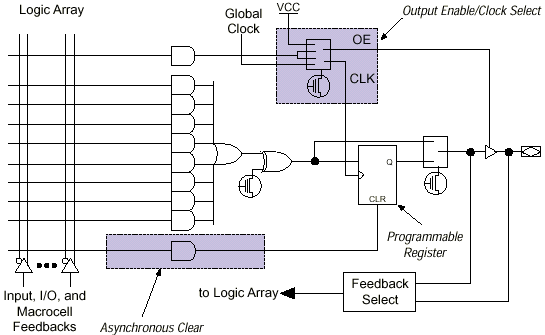 Logic Array
Global
Clock
VCC
Output Enable/Clock Select
OE
CLK
Q
CLR
Programmable
Register
Input, I/O, and
Macrocell
Feedbacks
Asynchronous Clear
to Logic Array
Feedback
Select